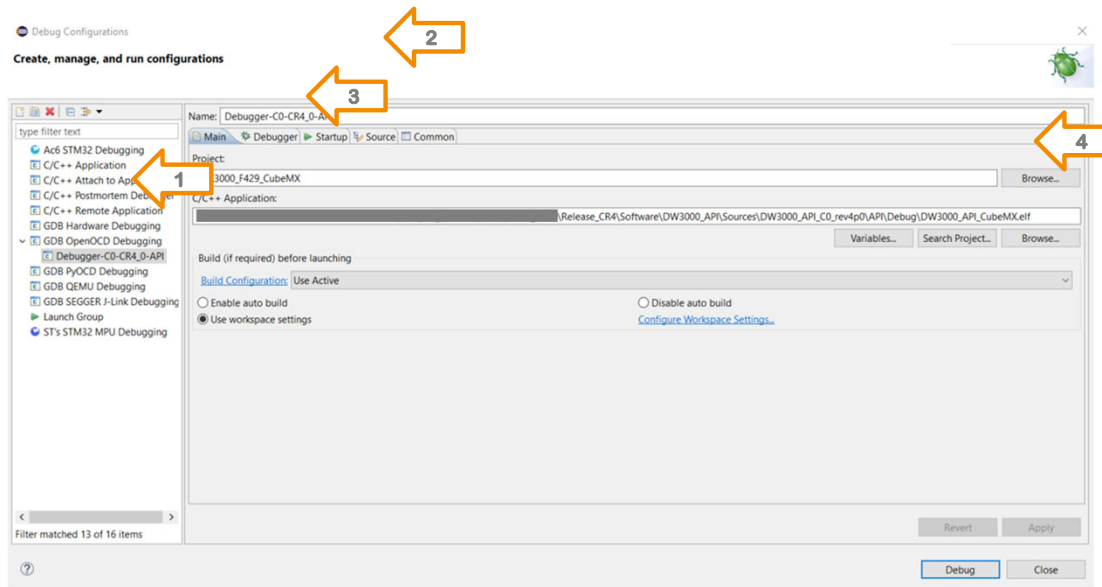 Debug Configurations
2
Create, manage, and run configurations
3
Name: Debugger-C0-CR4_0-AP
type filter text
Main Debugger Startup Source Common
4
Ac6 STM32 Debugging
C/C++ Application
C/C++ Attach to Ap
1
C/C++ Postmortem Deb
C/C++ Remote Application
GDB Hardware Debugging
GDB OpenOCD Debugging
Debugger-C0-CR4_0-API
GDB PyOCD Debugging
GDB QEMU Debugging
GDB SEGGER J-Link Debugging
Launch Group
ST's STM32 MPU Debugging
Filter matched 13 of 16 items
Project:
3000_F429_CubeMX
Browse...
C/C++ Application:
\Release_CR4\Software\DW3000_API\Sources\DW3000_API_C0_rev4p0\API\Debug\DW3000_API_CubeMX.elf
Variables... Search Project... Browse...
Build (if required) before launching
Build Configuration: Use Active
Enable auto build Disable auto build
Use workspace settings Configure Workspace Settings...
Revert Apply
Debug Close